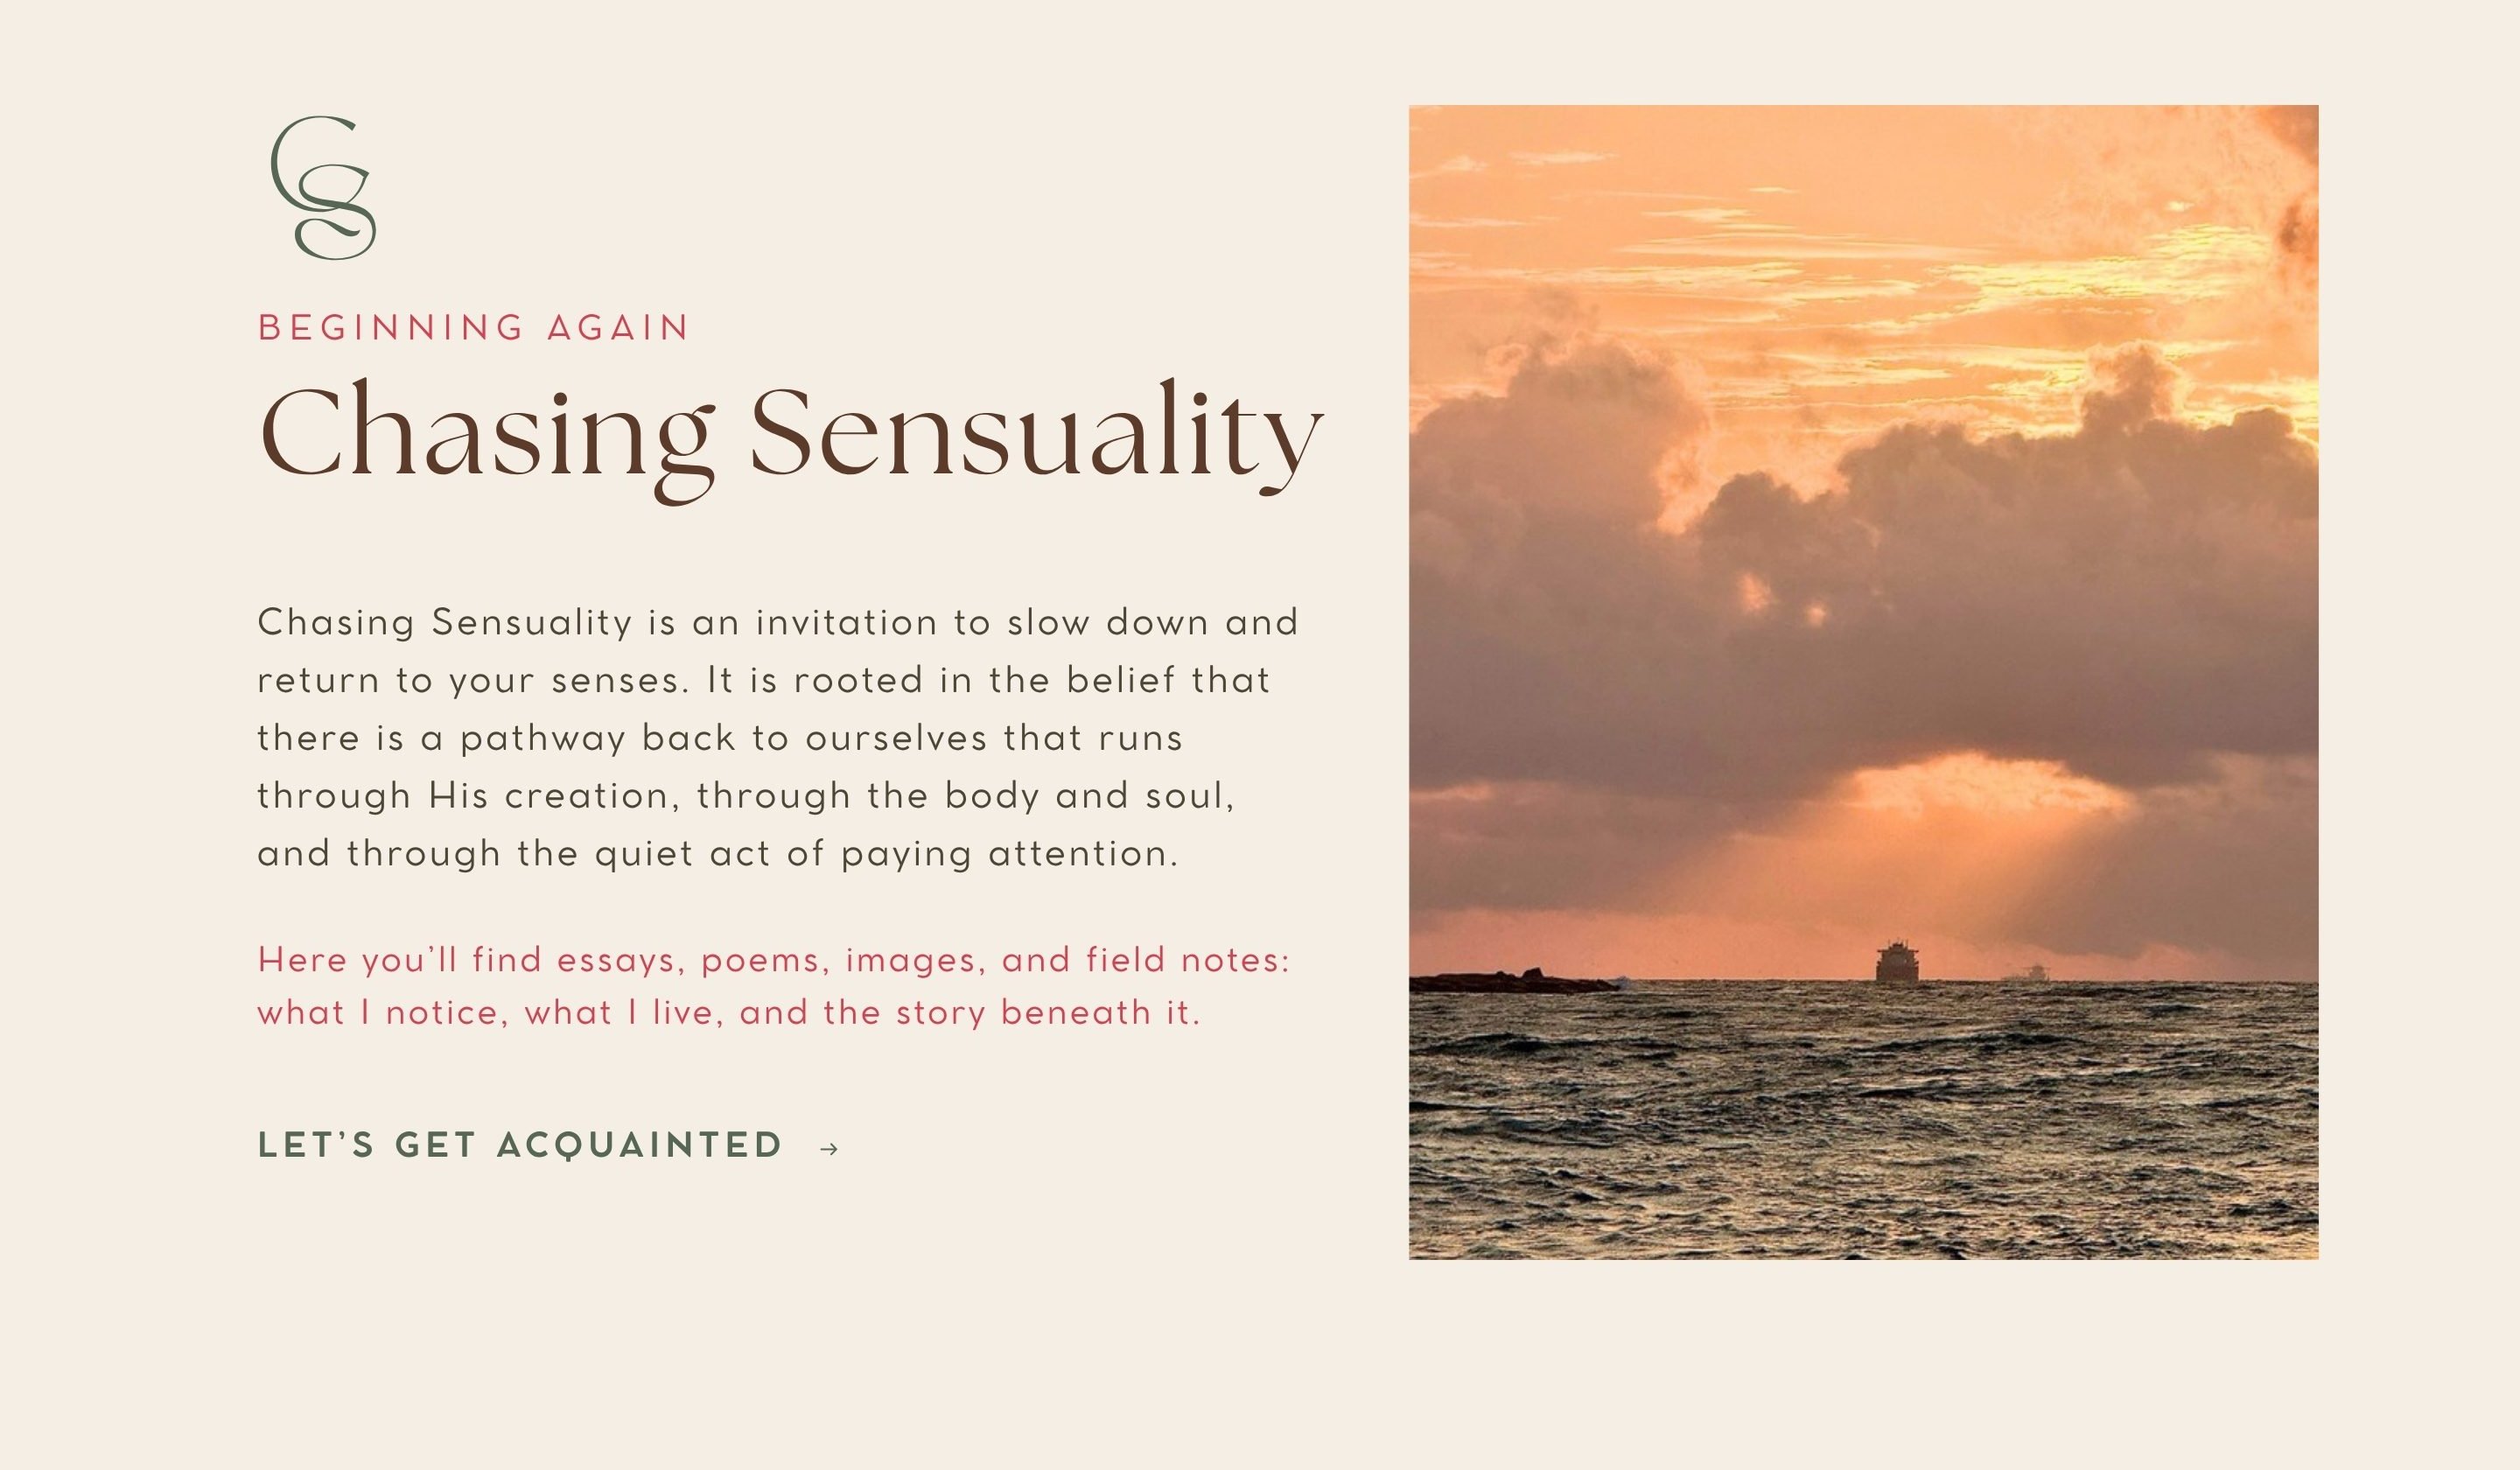 CS
BEGINNING AGAIN
Chasing Sensuality
Chasing Sensuality is an invitation to slow down and
return to your senses. It is rooted in the belief that
there is a pathway back to ourselves that runs
through His creation, through the body and soul,
and through the quiet act of paying attention.
Here you’ll find essays, poems, images, and field notes:
what I notice, what I live, and the story beneath it.
LET’S GET ACQUAINTED →